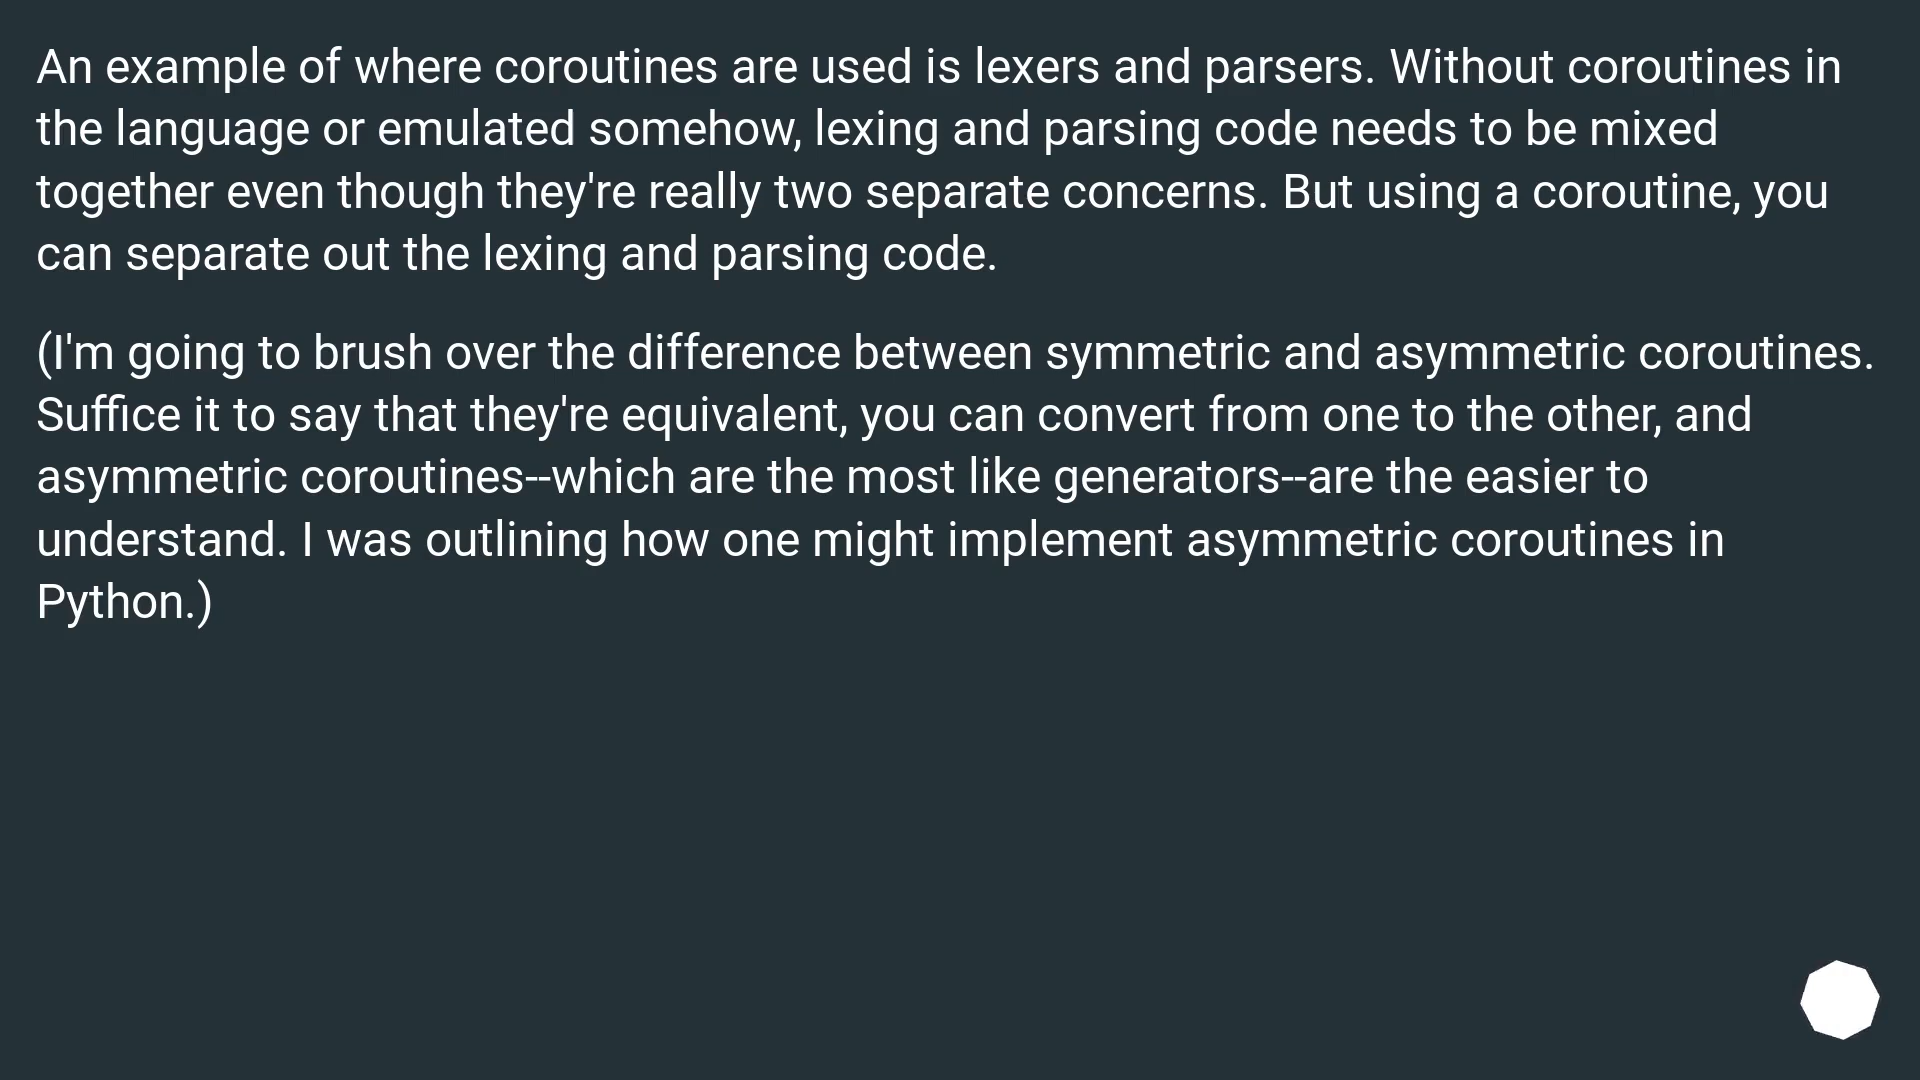 An example of where coroutines are used is lexers and parsers. Without coroutines in
the language or emulated somehow, lexing and parsing code needs to be mixed
together even though they're really two separate concerns. But using a coroutine, you
can separate out the lexing and parsing code.
(I'm going to brush over the difference between symmetric and asymmetric coroutines.
Suffice it to say that they're equivalent, you can convert from one to the other, and
asymmetric coroutines--which are the most like generators--are the easier to
understand. I was outlining how one might implement asymmetric coroutines in
Python.)